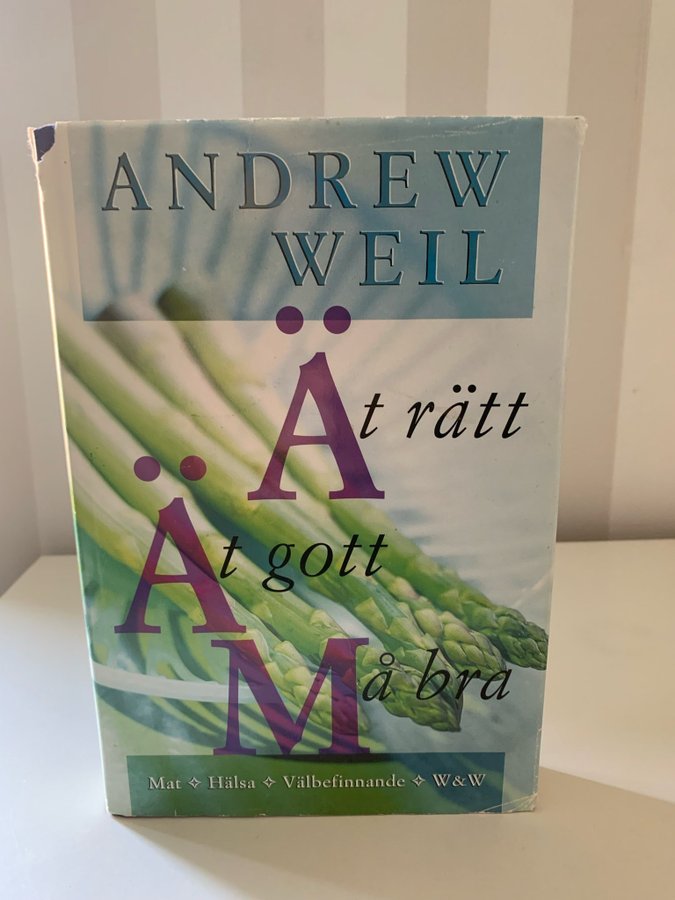 ANDREW
WEIL
Ät rätt
Ät gott
Må bra
Mat ✧ Hälsa ✧ Välbefinnande ✧ W&W